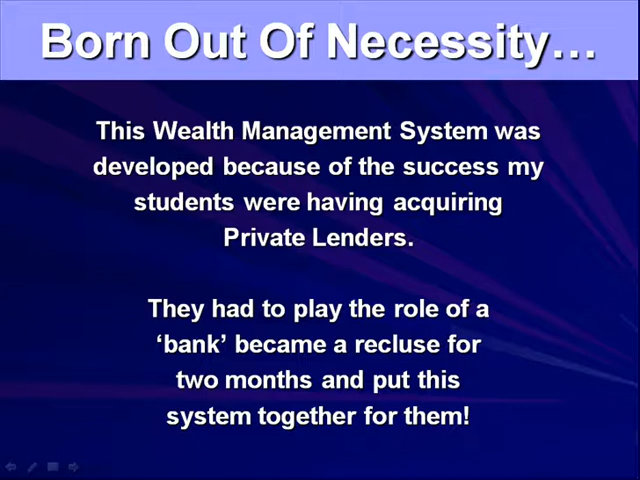 Born Out Of Necessity…
This Wealth Management System was
developed because of the success my
students were having acquiring
Private Lenders.
They had to play the role of a
‘bank’ became a recluse for
two months and put this
system together for them!